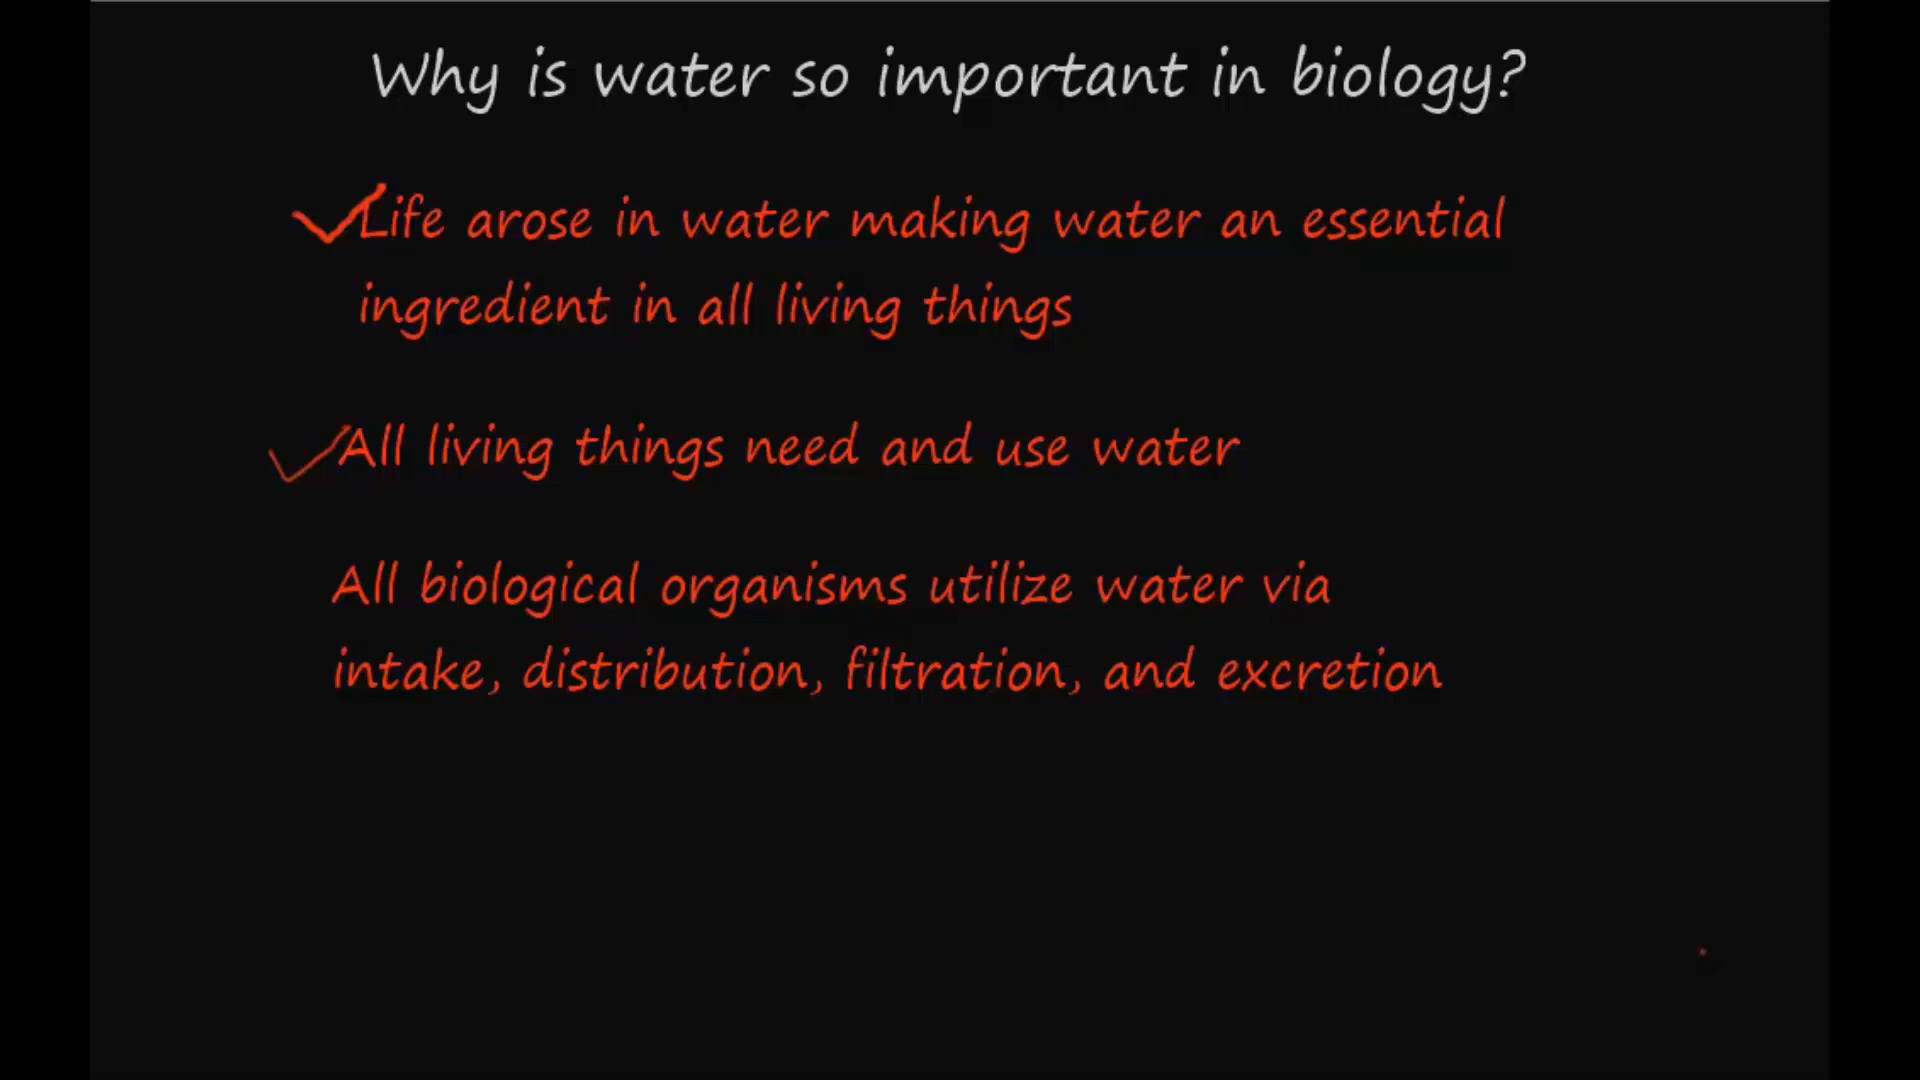 Why is water so important in biology?
Life arose in water making water an essential
ingredient in all living things
All living things need and use water
All biological organisms utilize water via
intake, distribution, filtration, and excretion